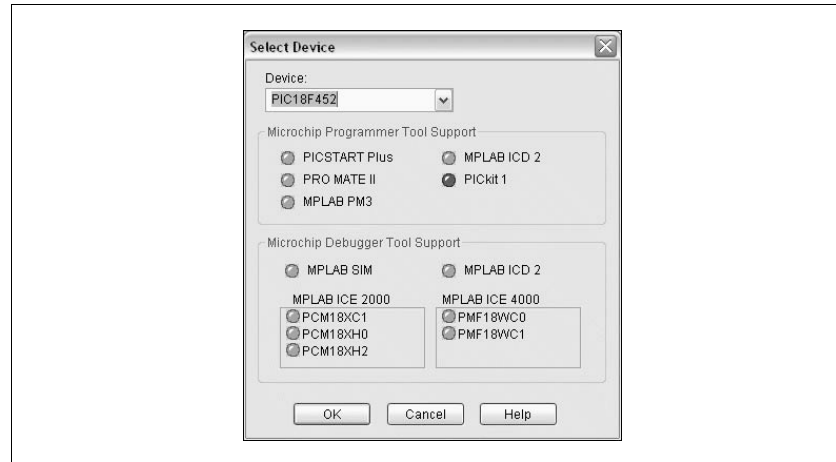 Select Device
Device:
PIC18F452
Microchip Programmer Tool Support
PICSTART Plus
MPLAB ICD 2
PRO MATE II
PICkit 1
MPLAB PM3
Microchip Debugger Tool Support
MPLAB SIM
MPLAB ICD 2
MPLAB ICE 2000
PCM18XC1
PCM18XH0
PCM18XH2
MPLAB ICE 4000
PMF18WC0
PMF18WC1
OK
Cancel
Help